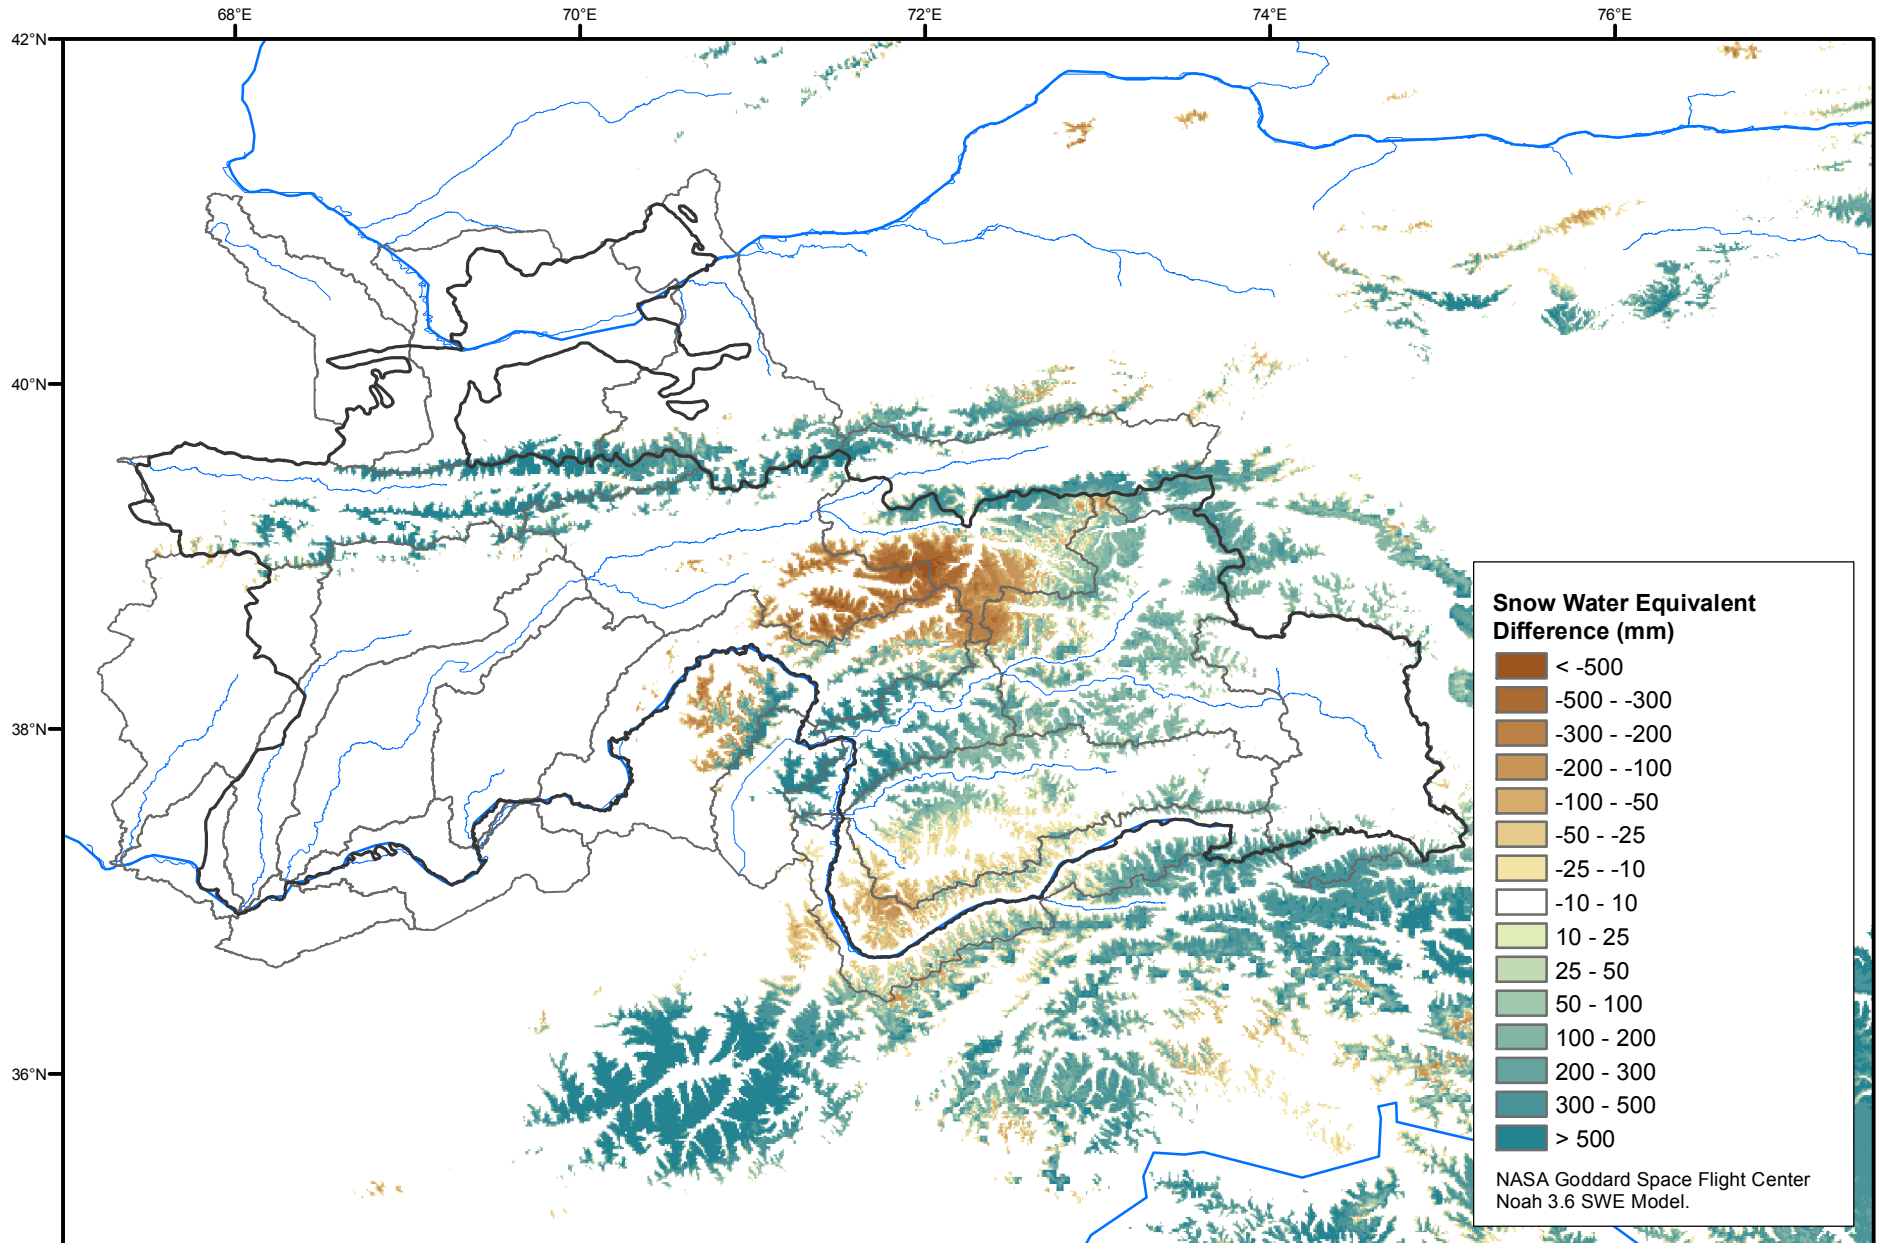 68°E 70°E 72°E 74°E 76°E
42°N
40°N
38°N
36°N
Snow Water Equivalent
Difference (mm)
< -500
-500 - -300
-300 - -200
-200 - -100
-100 - -50
-50 - -25
-25 - -10
-10 - 10
10 - 25
25 - 50
50 - 100
100 - 200
200 - 300
300 - 500
> 500
NASA Goddard Space Flight Center
Noah 3.6 SWE Model.